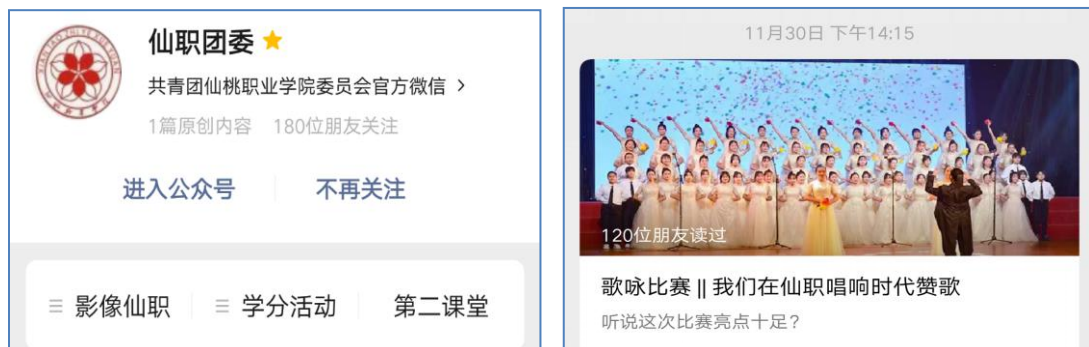 仙职团委
共青团仙桃职业学院委员会官方微信 >
1篇原创内容 180位朋友关注
进入公众号 不再关注
影像仙职 学分活动 第二课堂
11月30日 下午14:15
120位朋友读过
歌咏比赛 || 我们在仙职唱响时代赞歌
听说这次比赛亮点十足?